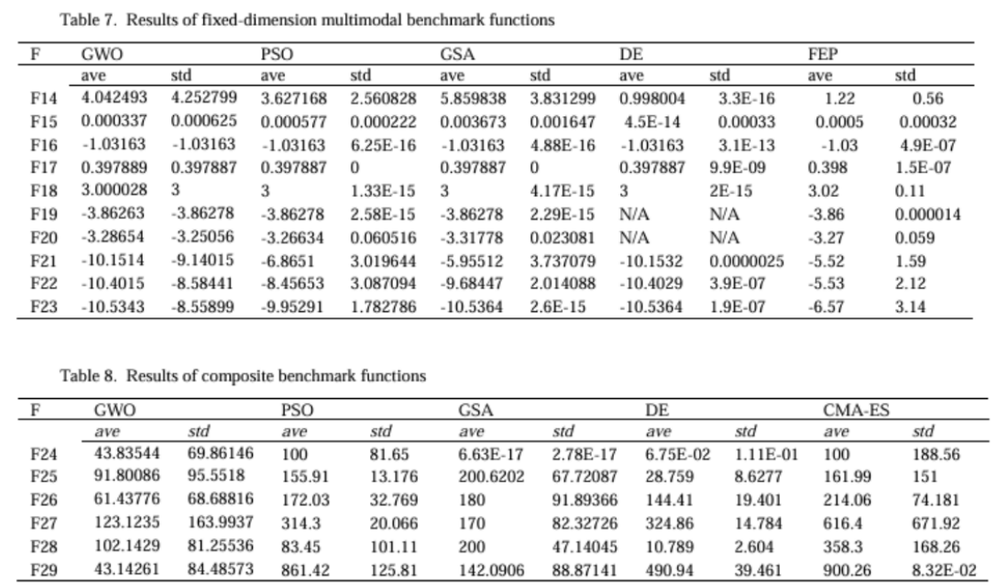 Table 7. Results of fixed-dimension multimodal benchmark functions
F GWO PSO GSA DE FEP
ave std ave std ave std ave std ave std
F14 4.042493 4.252799 3.627168 2.560828 5.859838 3.831299 0.998004 3.3E-16 1.22 0.56
F15 0.000337 0.000625 0.000577 0.000222 0.003673 0.001647 4.5E-14 0.00033 0.0005 0.00032
F16 -1.03163 -1.03163 -1.03163 6.25E-16 -1.03163 4.88E-16 -1.03163 3.1E-13 -1.03 4.9E-07
F17 0.397889 0.397887 0.397887 0 0.397887 0 0.397887 9.9E-09 0.398 1.5E-07
F18 3.000028 3 3 1.33E-15 3 4.17E-15 3 2E-15 3.02 0.11
F19 -3.86263 -3.86278 -3.86278 2.58E-15 -3.86278 2.29E-15 N/A N/A -3.86 0.000014
F20 -3.28654 -3.25056 -3.26634 0.060516 -3.31778 0.023081 N/A N/A -3.27 0.059
F21 -10.1514 -9.14015 -6.8651 3.019644 -5.95512 3.737079 -10.1532 0.0000025 -5.52 1.59
F22 -10.4015 -8.58441 -8.45653 3.087094 -9.68447 2.014088 -10.4029 3.9E-07 -5.53 2.12
F23 -10.5343 -8.55899 -9.95291 1.782786 -10.5364 2.6E-15 -10.5364 1.9E-07 -6.57 3.14
Table 8. Results of composite benchmark functions
F GWO PSO GSA DE CMA-ES
ave std ave std ave std ave std ave std
F24 43.83544 69.86146 100 81.65 6.63E-17 2.78E-17 6.75E-02 1.11E-01 100 188.56
F25 91.80086 95.5518 155.91 13.176 200.6202 67.72087 28.759 8.6277 161.99 151
F26 61.43776 68.68816 172.03 32.769 180 91.89366 144.41 19.401 214.06 74.181
F27 123.1235 163.9937 314.3 20.066 170 82.32726 324.86 14.784 616.4 671.92
F28 102.1429 81.25536 83.45 101.11 200 47.14045 10.789 2.604 358.3 168.26
F29 43.14261 84.48573 861.42 125.81 142.0906 88.87141 490.94 39.461 900.26 8.32E-02